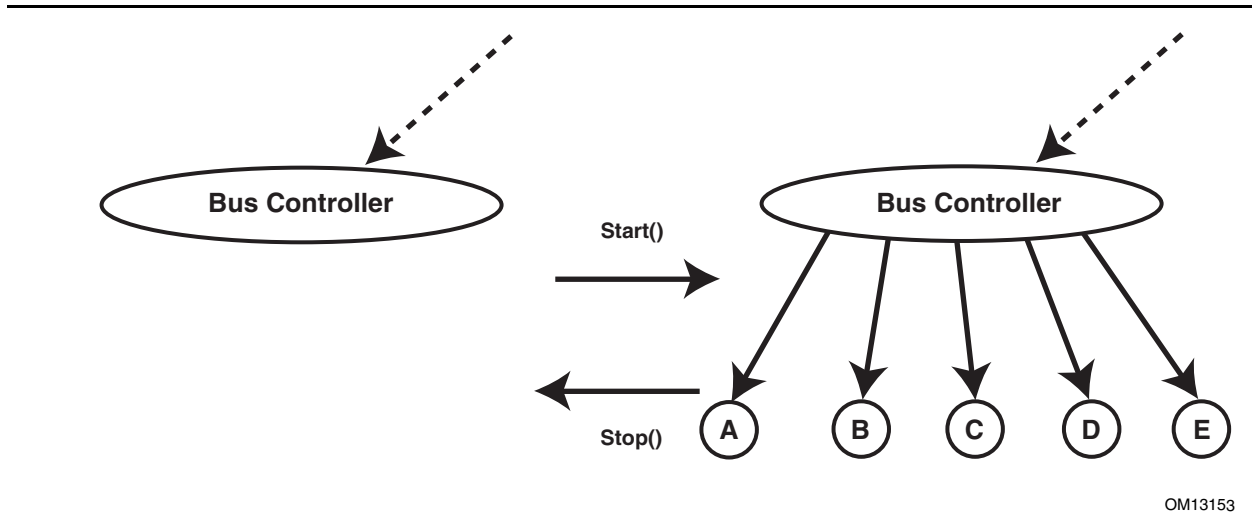 Bus Controller
Bus Controller
Start()
Stop()
A
B
C
D
E
OM13153